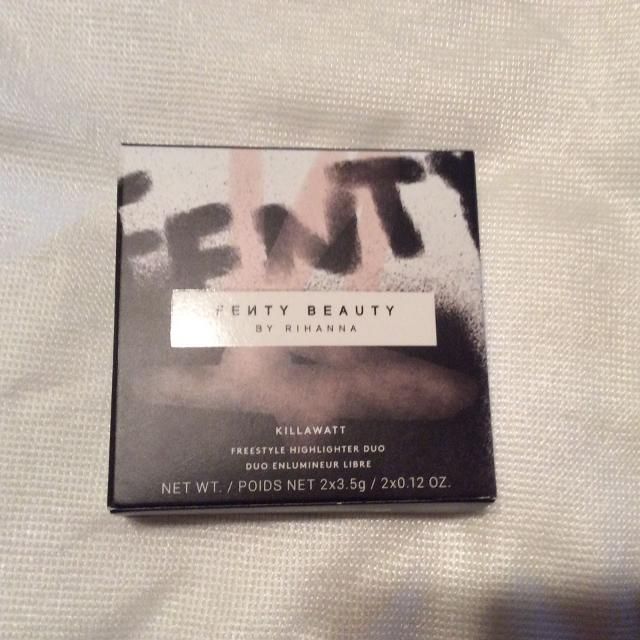 FENTY
FEИTY BEAUTY
BY RIHANNA
KILLAWATT
FREESTYLE HIGHLIGHTER DUO
DUO ENLUMINEUR LIBRE
NET WT. / POIDS NET 2x3.5g / 2x0.12 OZ.